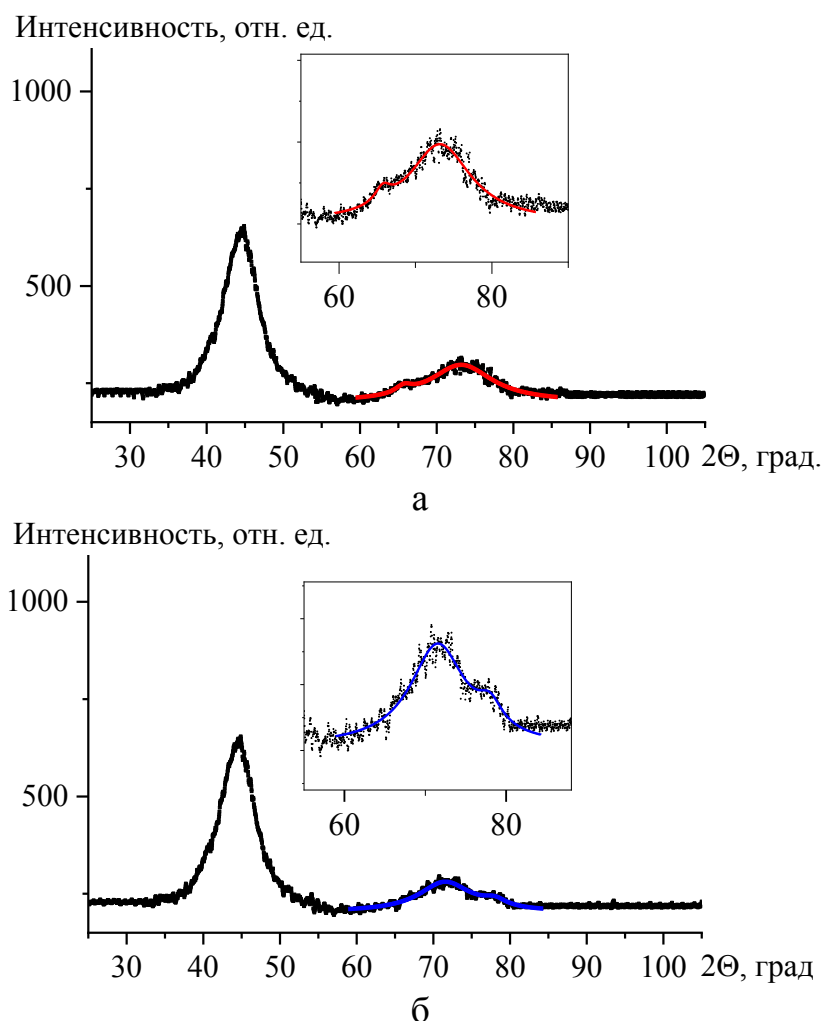 Интенсивность, отн. ед.
1000
500
60 80
30 40 50 60 70 80 90 100 2Θ, град.
а
Интенсивность, отн. ед.
1000
500
60 80
30 40 50 60 70 80 90 100 2Θ, град
б